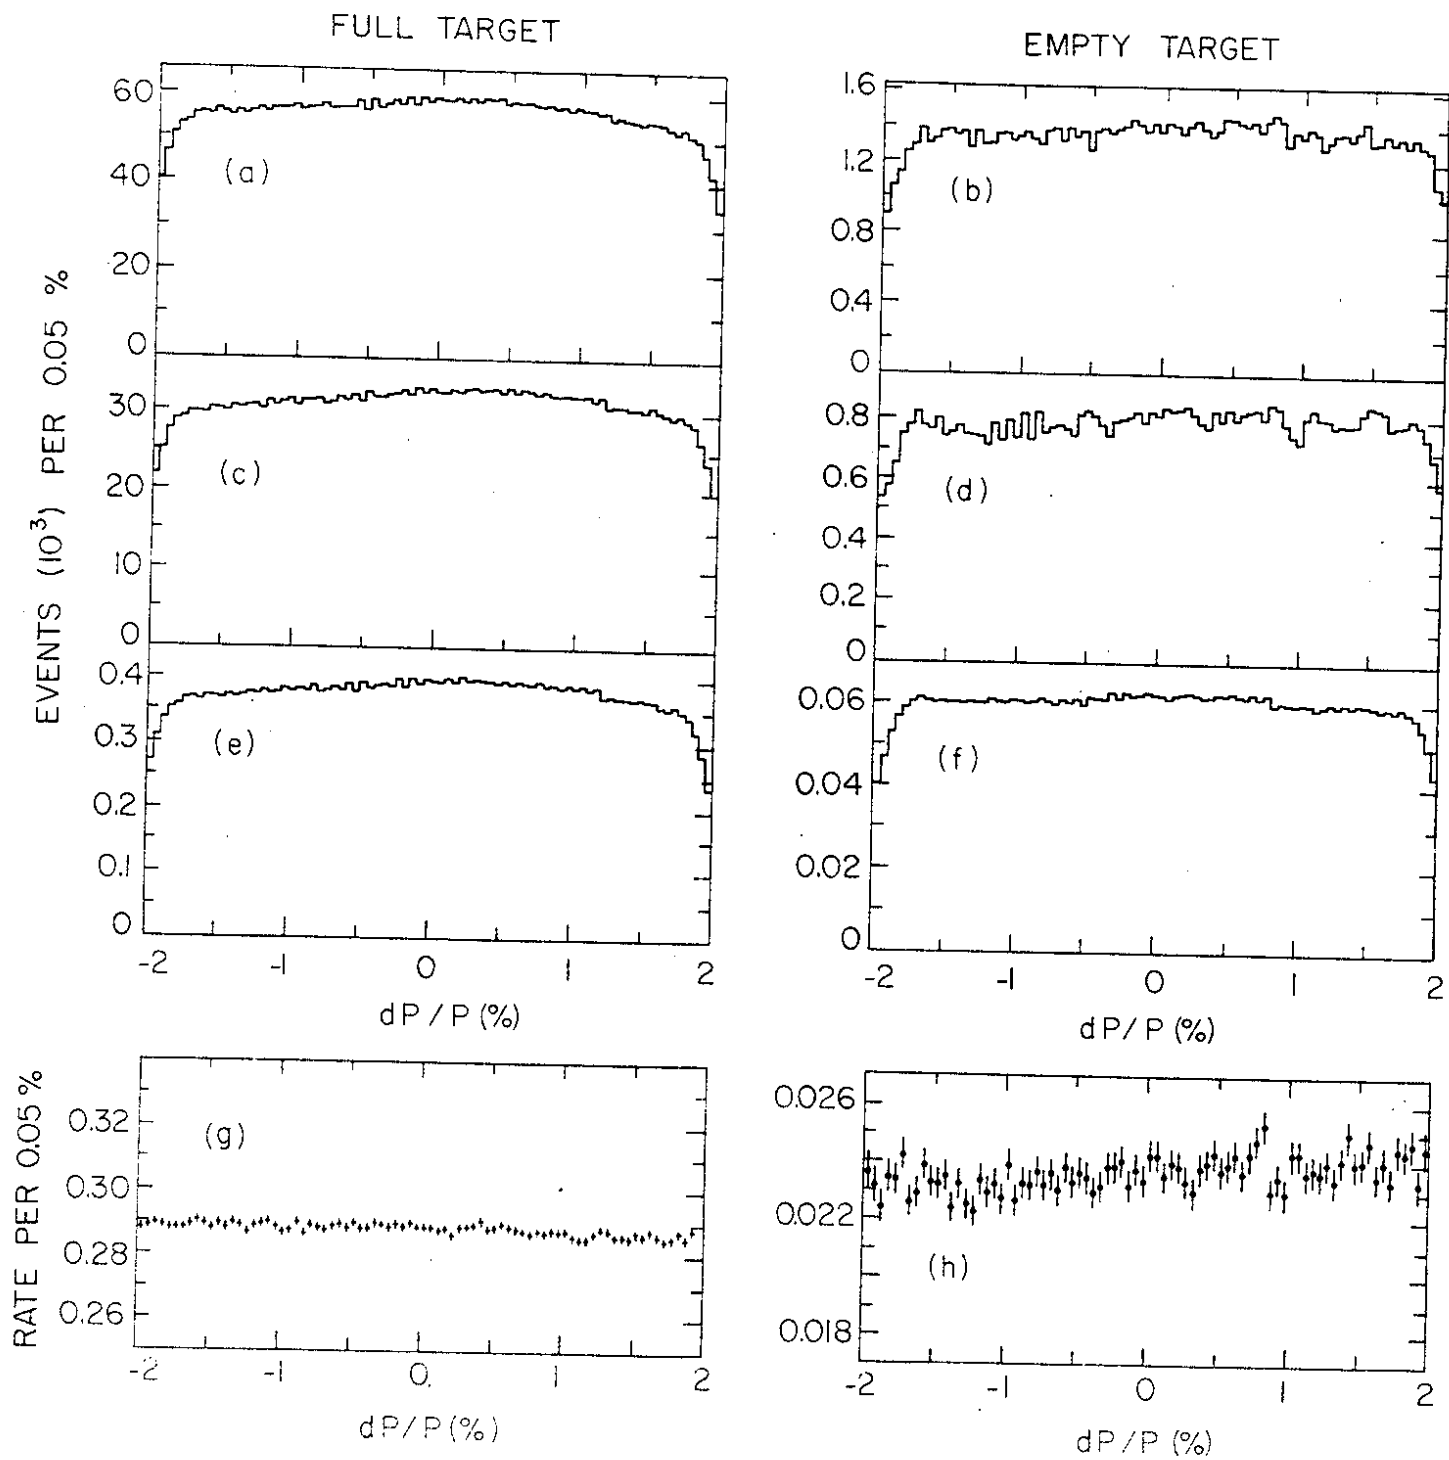 FULL TARGET
EMPTY TARGET
EVENTS (10³) PER 0.05 %
60
40
20
0
(a)
1.6
1.2
0.8
0.4
0
(b)
30
20
10
0
(c)
0.8
0.6
0.4
0.2
0
(d)
0.4
0.3
0.2
0.1
0
(e)
-2 -1 0 1 2
dP/P (%)
0.06
0.04
0.02
0
(f)
-2 -1 0 1 2
dP/P (%)
RATE PER 0.05 %
0.32
0.30
0.28
0.26
(g)
-2 -1 0. 1 2
dP/P (%)
0.026
0.022
0.018
(h)
-2 -1 0 1 2
dP/P (%)